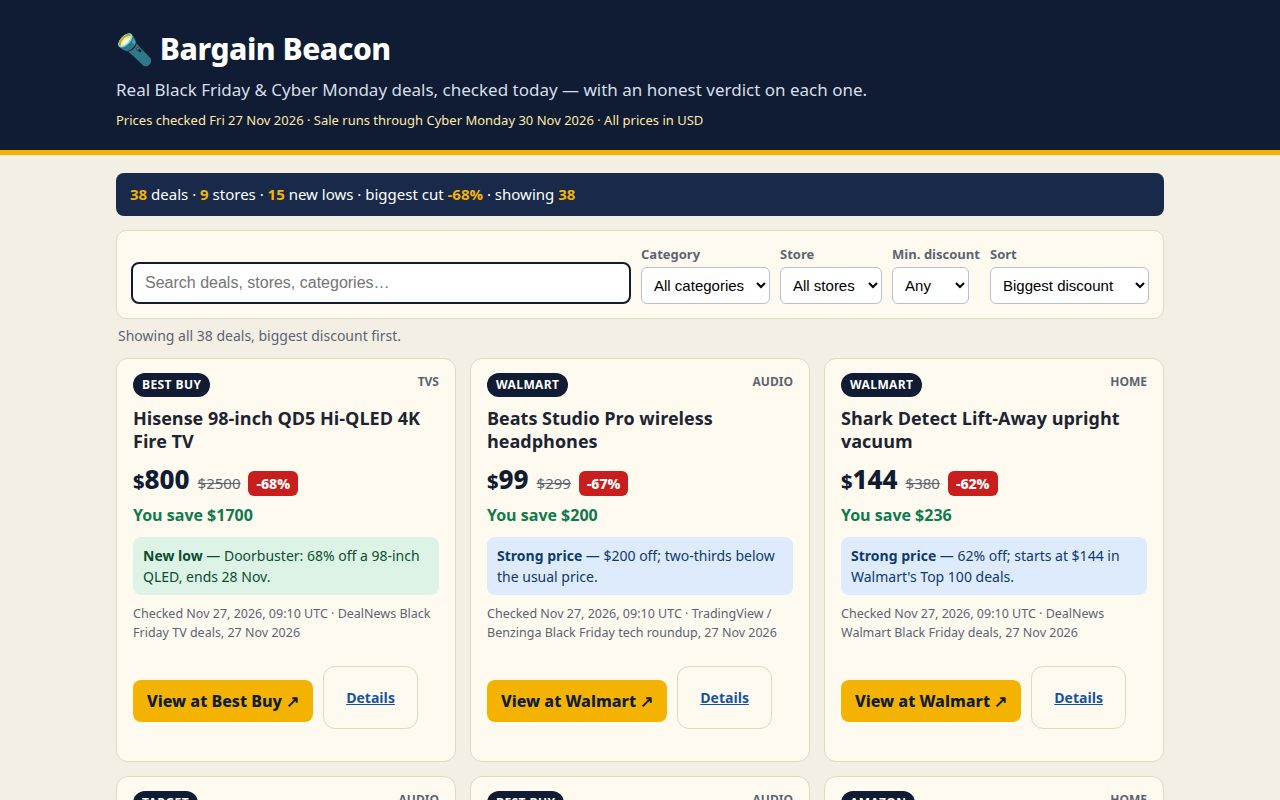 Bargain Beacon
Real Black Friday & Cyber Monday deals, checked today — with an honest verdict on each one.
Prices checked Fri 27 Nov 2026 · Sale runs through Cyber Monday 30 Nov 2026 · All prices in USD
38 deals · 9 stores · 15 new lows · biggest cut -68% · showing 38
Category
Store
Min. discount
Sort
Search deals, stores, categories…
All categories
All stores
Any
Biggest discount
Showing all 38 deals, biggest discount first.
BEST BUY
TVS
Hisense 98-inch QD5 Hi-QLED 4K
Fire TV
$800 $2500 -68%
You save $1700
New low — Doorbuster: 68% off a 98-inch
QLED, ends 28 Nov.
Checked Nov 27, 2026, 09:10 UTC · DealNews Black
Friday TV deals, 27 Nov 2026
View at Best Buy ↗
Details
WALMART
AUDIO
Beats Studio Pro wireless
headphones
$99 $299 -67%
You save $200
Strong price — $200 off; two-thirds below
the usual price.
Checked Nov 27, 2026, 09:10 UTC · TradingView /
Benzinga Black Friday tech roundup, 27 Nov 2026
View at Walmart ↗
Details
WALMART
HOME
Shark Detect Lift-Away upright
vacuum
$144 $380 -62%
You save $236
Strong price — 62% off; starts at $144 in
Walmart's Top 100 deals.
Checked Nov 27, 2026, 09:10 UTC · DealNews
Walmart Black Friday deals, 27 Nov 2026
View at Walmart ↗
Details
TARGET
AUDIO
BEST BUY
AUDIO
AMAZON
HOME